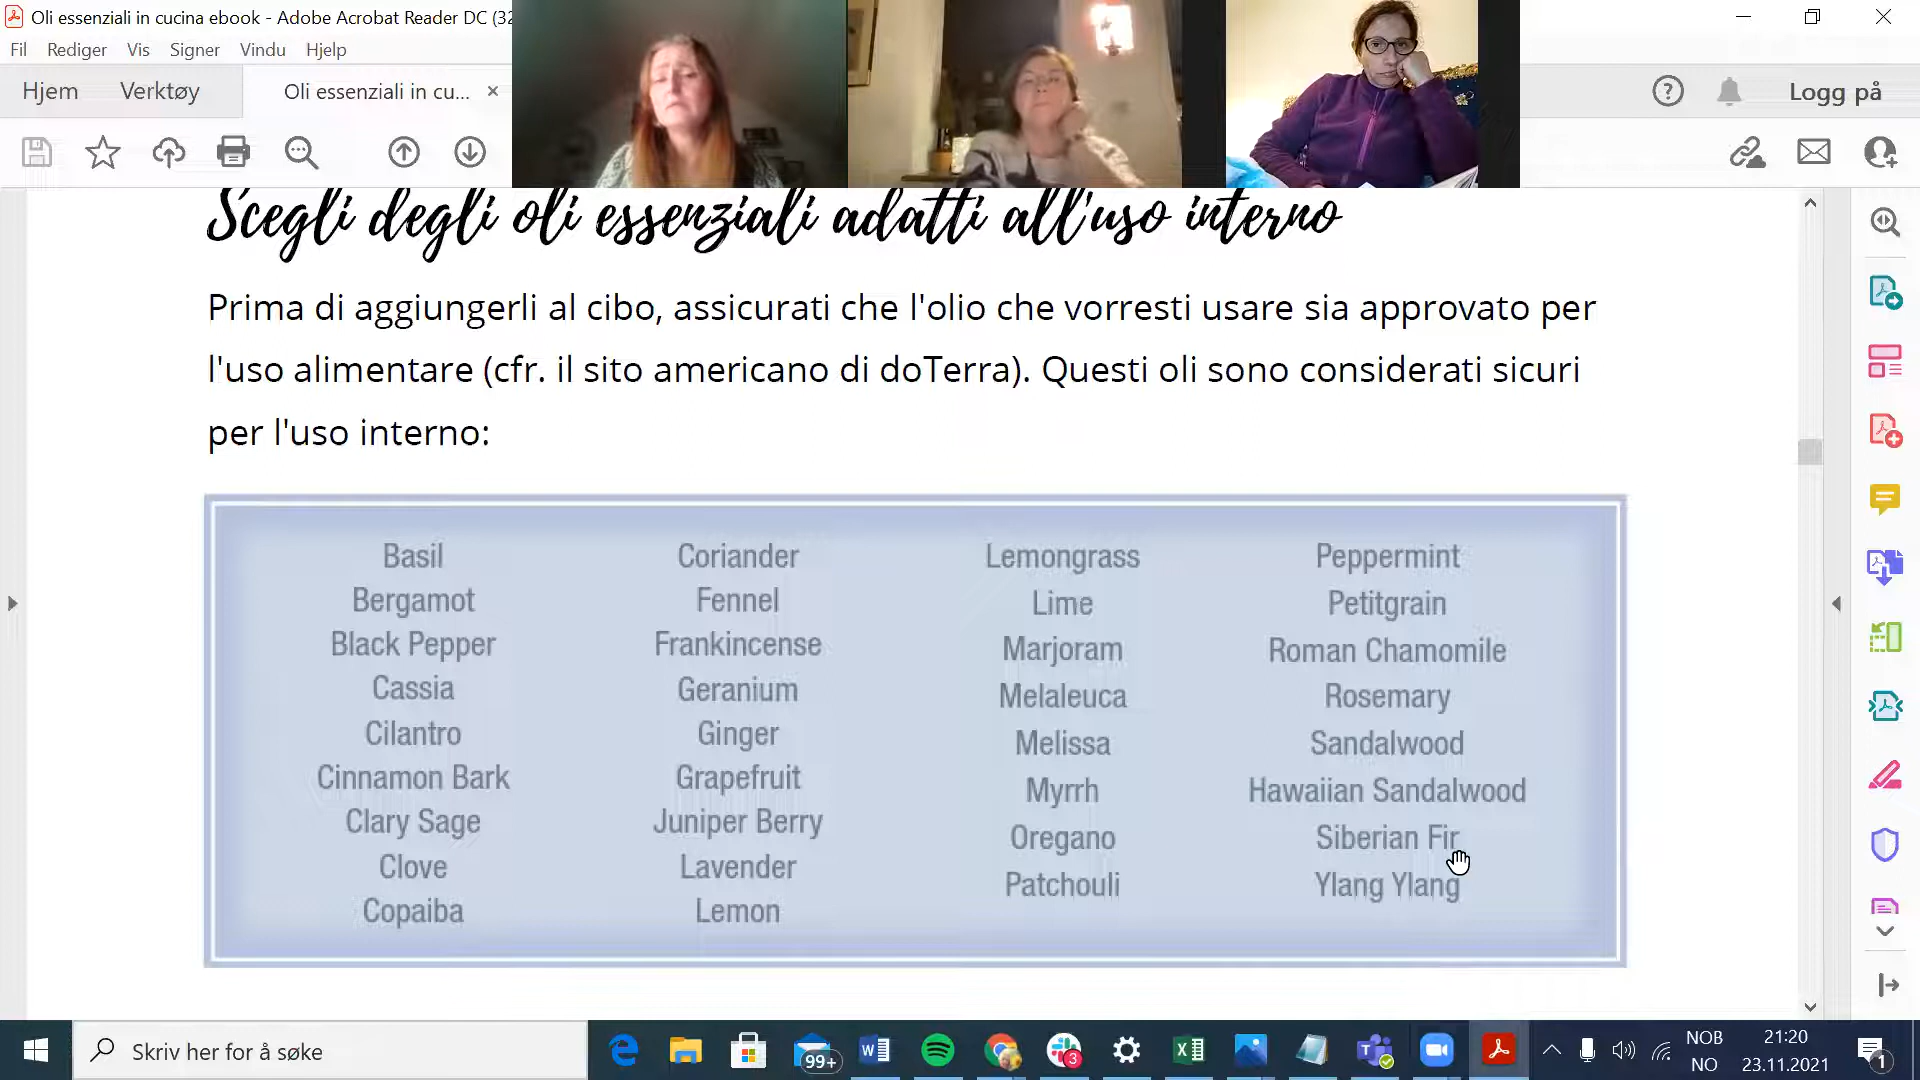 Oli essenziali in cucina ebook - Adobe Acrobat Reader DC (32
Fil Rediger Vis Signer Vindu Hjelp
Hjem Verktøy Oli essenziali in cu...
Logg på
Scegli degli oli essenziali adatti all'uso interno
Prima di aggiungerli al cibo, assicurati che l'olio che vorresti usare sia approvato per
l'uso alimentare (cfr. il sito americano di doTerra). Questi oli sono considerati sicuri
per l'uso interno:
Basil
Bergamot
Black Pepper
Cassia
Cilantro
Cinnamon Bark
Clary Sage
Clove
Copaiba
Coriander
Fennel
Frankincense
Geranium
Ginger
Grapefruit
Juniper Berry
Lavender
Lemon
Lemongrass
Lime
Marjoram
Melaleuca
Melissa
Myrrh
Oregano
Patchouli
Peppermint
Petitgrain
Roman Chamomile
Rosemary
Sandalwood
Hawaiian Sandalwood
Siberian Fir
Ylang Ylang
Skriv her for å søke
99+
3
NOB
NO
21:20
23.11.2021
1